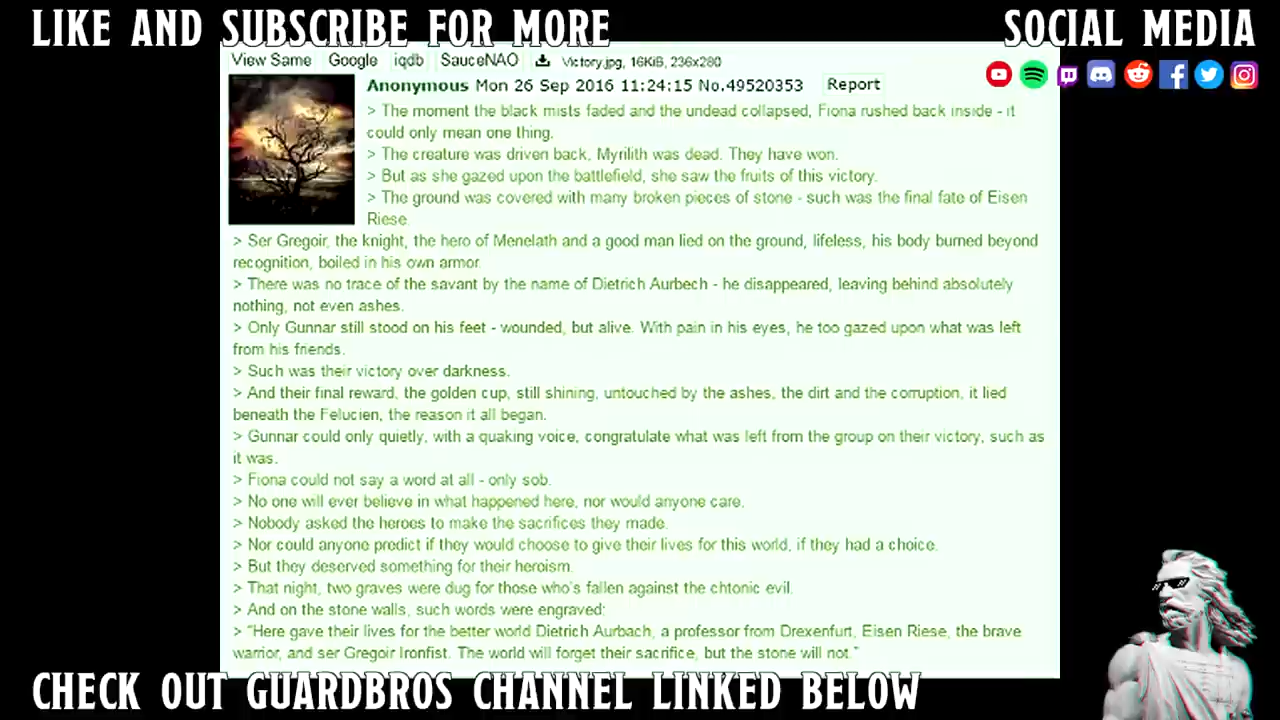 LIKE AND SUBSCRIBE FOR MORE
SOCIAL MEDIA
View Same Google iqdb SauceNAO Victory.jpg, 16KiB, 236x280
Anonymous Mon 26 Sep 2016 11:24:15 No.49520353 Report
> The moment the black mists faded and the undead collapsed, Fiona rushed back inside - it
could only mean one thing.
> The creature was driven back, Myrilith was dead. They have won.
> But as she gazed upon the battlefield, she saw the fruits of this victory.
> The ground was covered with many broken pieces of stone - such was the final fate of Eisen
Riese.
> Ser Gregoir, the knight, the hero of Menelath and a good man lied on the ground, lifeless, his body burned beyond
recognition, boiled in his own armor.
> There was no trace of the savant by the name of Dietrich Aurbech - he disappeared, leaving behind absolutely
nothing, not even ashes.
> Only Gunnar still stood on his feet - wounded, but alive. With pain in his eyes, he too gazed upon what was left
from his friends.
> Such was their victory over darkness.
> And their final reward, the golden cup, still shining, untouched by the ashes, the dirt and the corruption, it lied
beneath the Felucien, the reason it all began.
> Gunnar could only quietly, with a quaking voice, congratulate what was left from the group on their victory, such as
it was.
> Fiona could not say a word at all - only sob.
> No one will ever believe in what happened here, nor would anyone care.
> Nobody asked the heroes to make the sacrifices they made.
> Nor could anyone predict if they would choose to give their lives for this world, if they had a choice.
> But they deserved something for their heroism.
> That night, two graves were dug for those who's fallen against the chtonic evil.
> And on the stone walls, such words were engraved:
> "Here gave their lives for the better world Dietrich Aurbach, a professor from Drexenfurt, Eisen Riese, the brave
warrior, and ser Gregoir Ironfist. The world will forget their sacrifice, but the stone will not."
CHECK OUT GUARDBROS CHANNEL LINKED BELOW